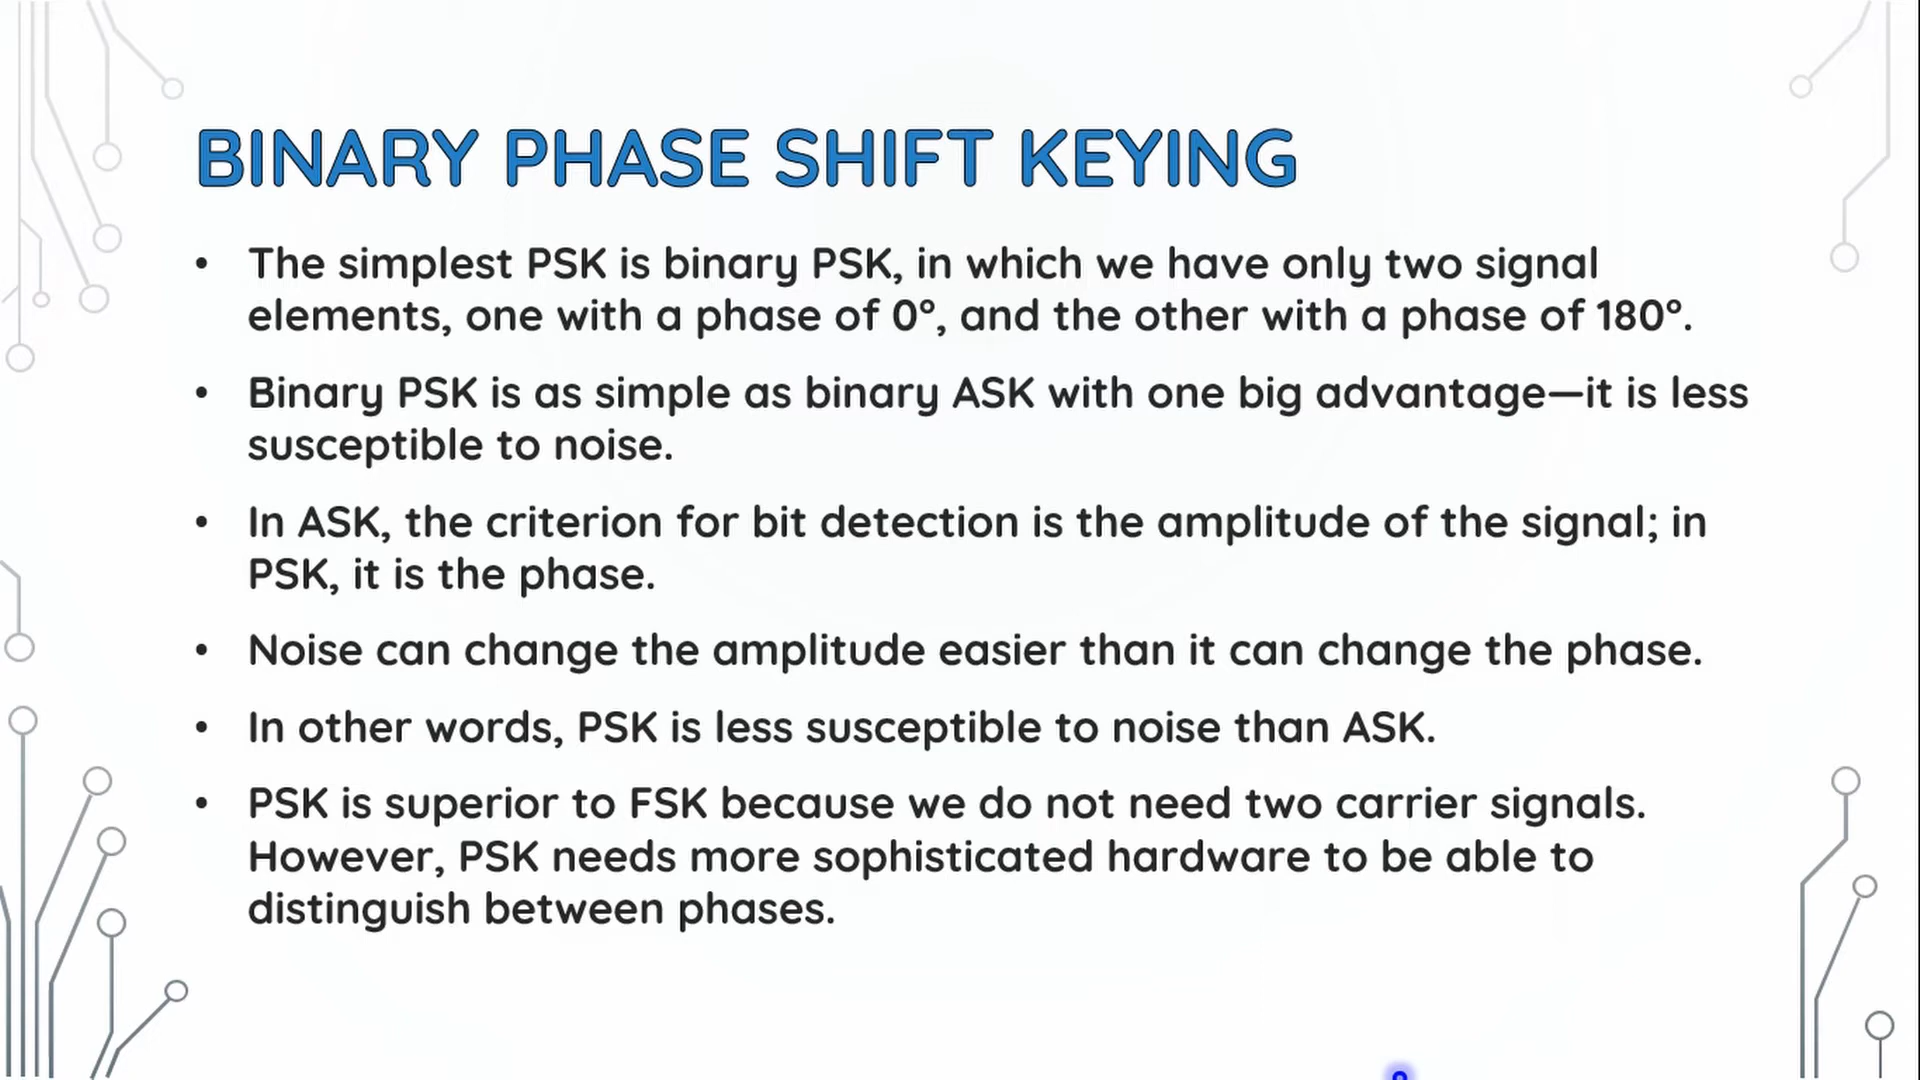 BINARY PHASE SHIFT KEYING
• The simplest PSK is binary PSK, in which we have only two signal
elements, one with a phase of 0°, and the other with a phase of 180°.
• Binary PSK is as simple as binary ASK with one big advantage—it is less
susceptible to noise.
• In ASK, the criterion for bit detection is the amplitude of the signal; in
PSK, it is the phase.
• Noise can change the amplitude easier than it can change the phase.
• In other words, PSK is less susceptible to noise than ASK.
• PSK is superior to FSK because we do not need two carrier signals.
However, PSK needs more sophisticated hardware to be able to
distinguish between phases.